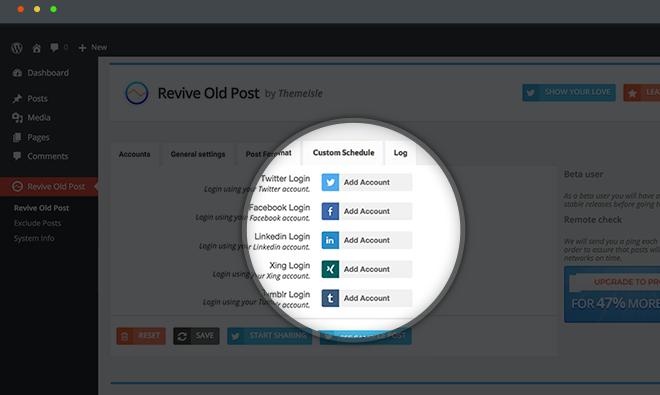 0
New
Dashboard
Posts
Media
Pages
Comments
Revive Old Post
Revive Old Post
Exclude Posts
System Info
Revive Old Post by ThemeIsle
SHOW YOUR LOVE
LEA
Accounts
General settings
Post Format
Custom Schedule
Log
Twitter Login
Login using your Twitter account.
Add Account
Facebook Login
Login using your Facebook account.
Add Account
Linkedin Login
Login using your Linkedin account.
Add Account
Xing Login
Login using your Xing account.
Add Account
Tumblr Login
Login using your Tumblr account.
Add Account
RESET
SAVE
START SHARING
SEE SAMPLE POST
Beta user
As a beta user you will have a
stable releases before going
Remote check
We will send you a ping each
order to assure that posts will
networks on time.
UPGRADE TO PR
FOR 47% MORE